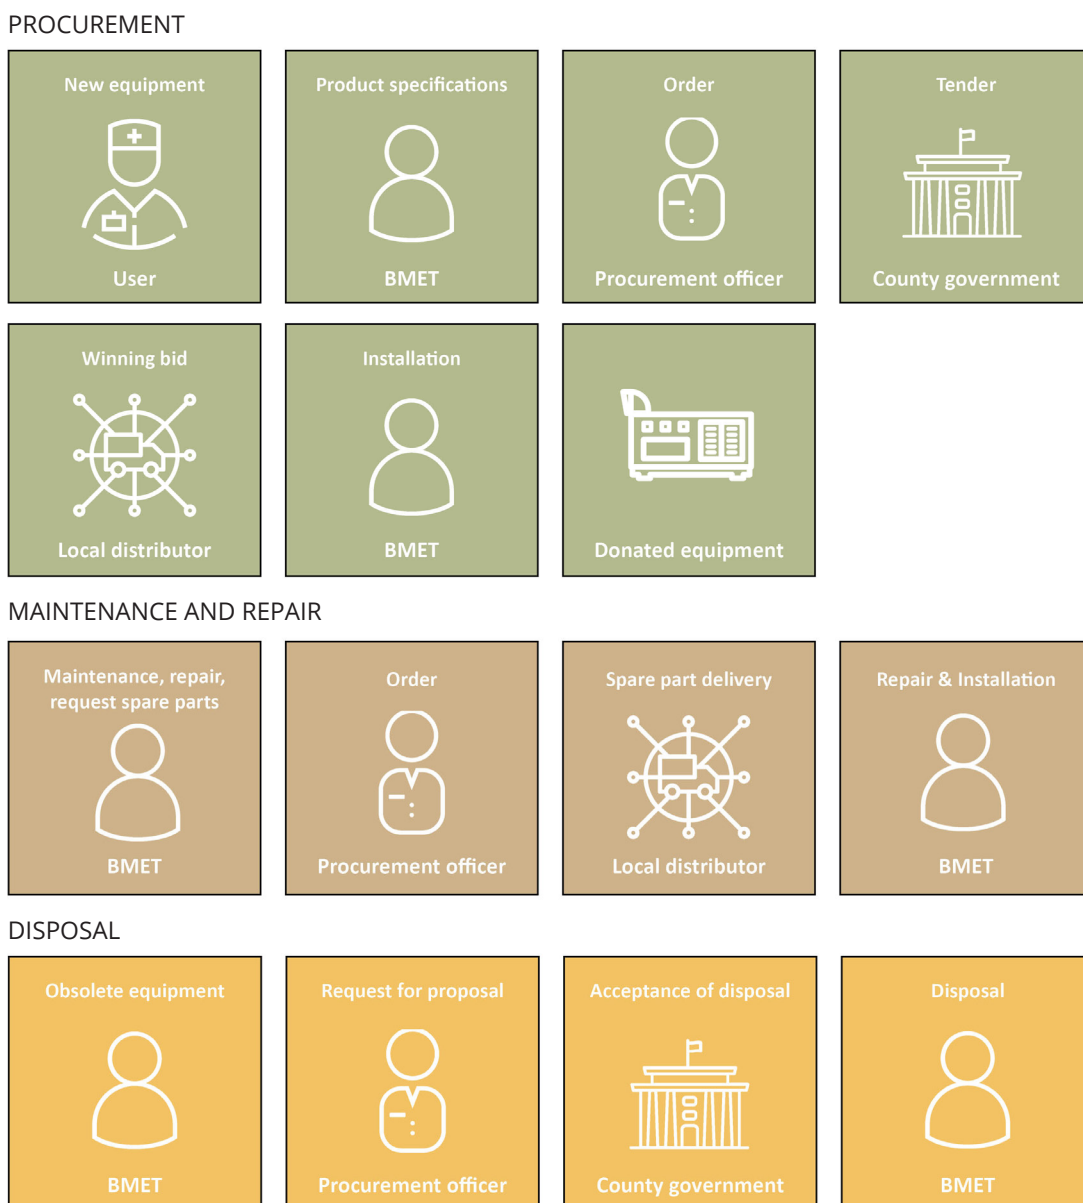 PROCUREMENT
New equipment
User
Product specifications
BMET
Order
Procurement officer
Tender
County government
Winning bid
Local distributor
Installation
BMET
Donated equipment
MAINTENANCE AND REPAIR
Maintenance, repair,
request spare parts
BMET
Order
Procurement officer
Spare part delivery
Local distributor
Repair & Installation
BMET
DISPOSAL
Obsolete equipment
BMET
Request for proposal
Procurement officer
Acceptance of disposal
County government
Disposal
BMET